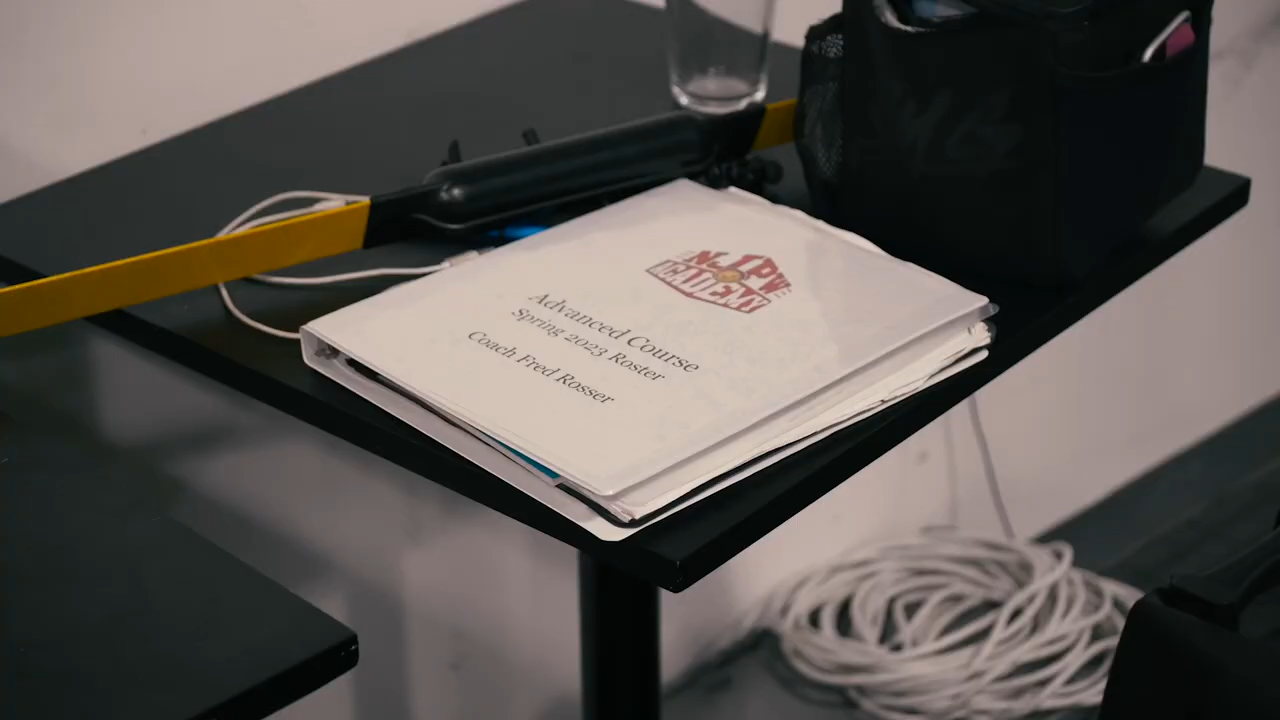 NJPW
ACADEMY
Advanced Course
Spring 2023 Roster
Coach Fred Rosser